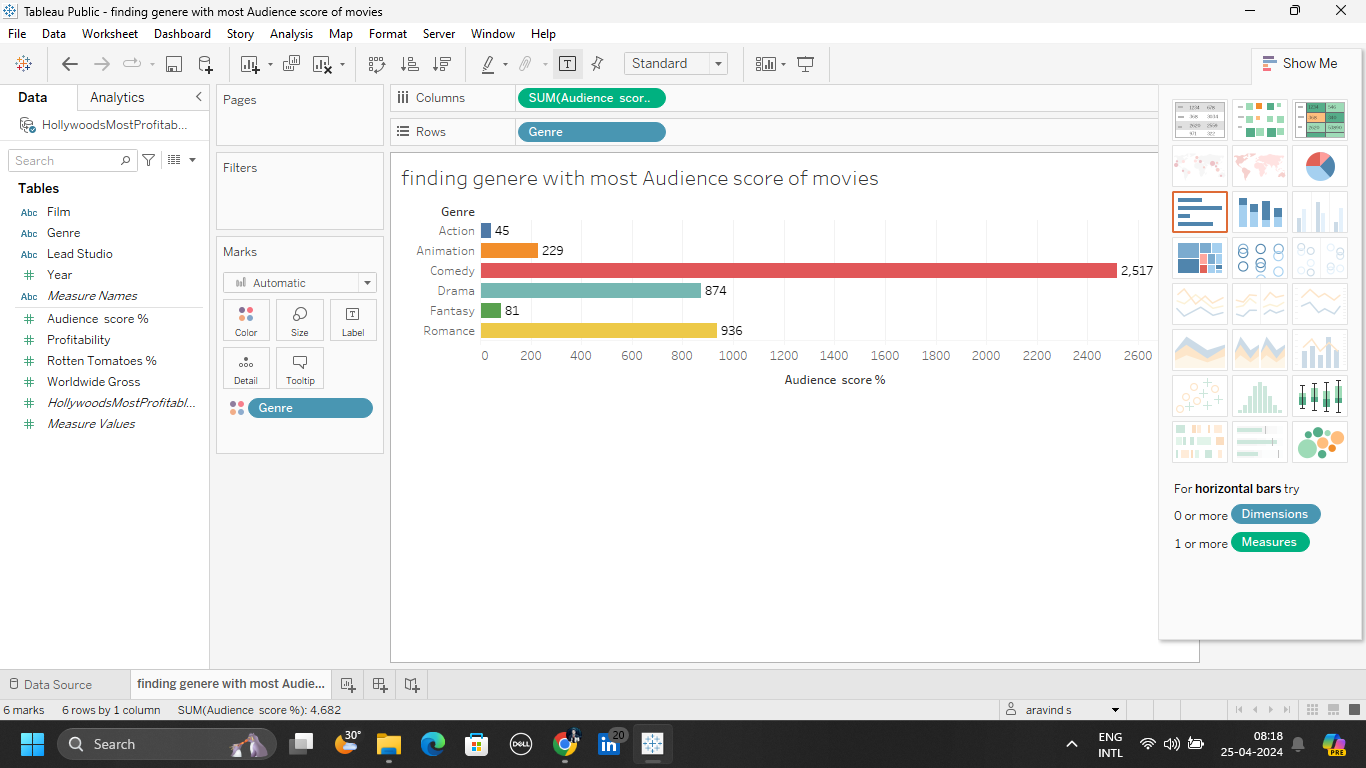 Tableau Public - finding genere with most Audience score of movies
File Data Worksheet Dashboard Story Analysis Map Format Server Window Help
Standard
Show Me
Data Analytics
HollywoodsMostProfitab...
Search
Tables
Abc Film
Abc Genre
Abc Lead Studio
# Year
Abc Measure Names
# Audience score %
# Profitability
# Rotten Tomatoes %
# Worldwide Gross
# HollywoodsMostProfitabl...
# Measure Values
Pages
Filters
Marks
Automatic
Color Size Label
Detail Tooltip
Genre
Columns SUM(Audience scor..
Rows Genre
finding genere with most Audience score of movies
Genre
Action 45
Animation 229
Comedy 2,517
Drama 874
Fantasy 81
Romance 936
0 200 400 600 800 1000 1200 1400 1600 1800 2000 2200 2400 2600
Audience score %
For horizontal bars try
0 or more Dimensions
1 or more Measures
Data Source finding genere with most Audie...
6 marks 6 rows by 1 column SUM(Audience score %): 4,682 aravind s
30°
Search DELL 20 ENG INTL 08:18
25-04-2024 PRE